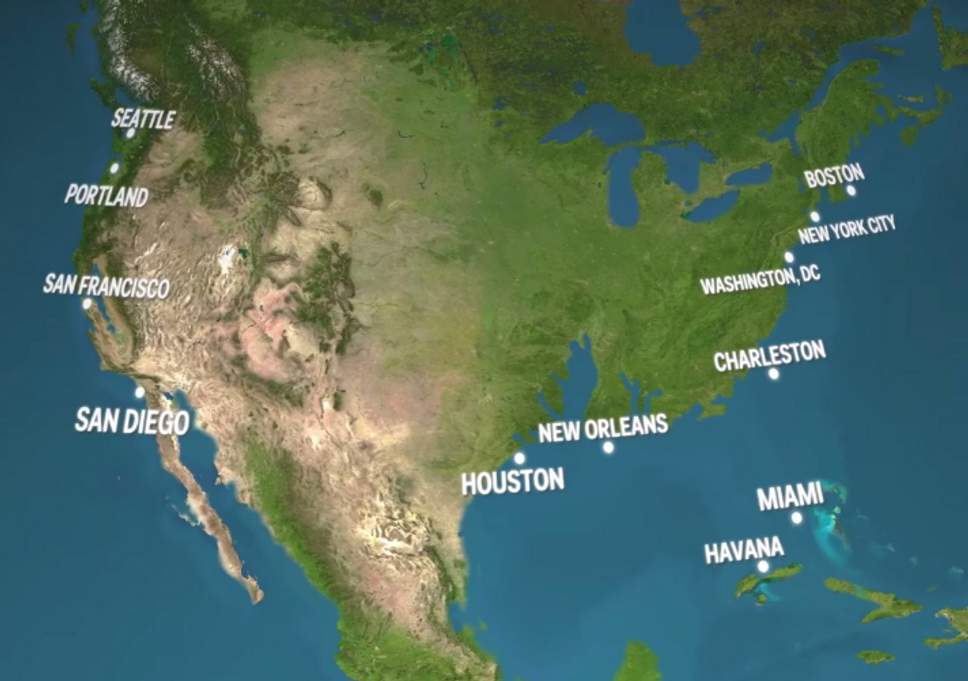 SEATTLE
PORTLAND
SAN FRANCISCO
SAN DIEGO
BOSTON
NEW YORK CITY
WASHINGTON, DC
CHARLESTON
NEW ORLEANS
HOUSTON
MIAMI
HAVANA